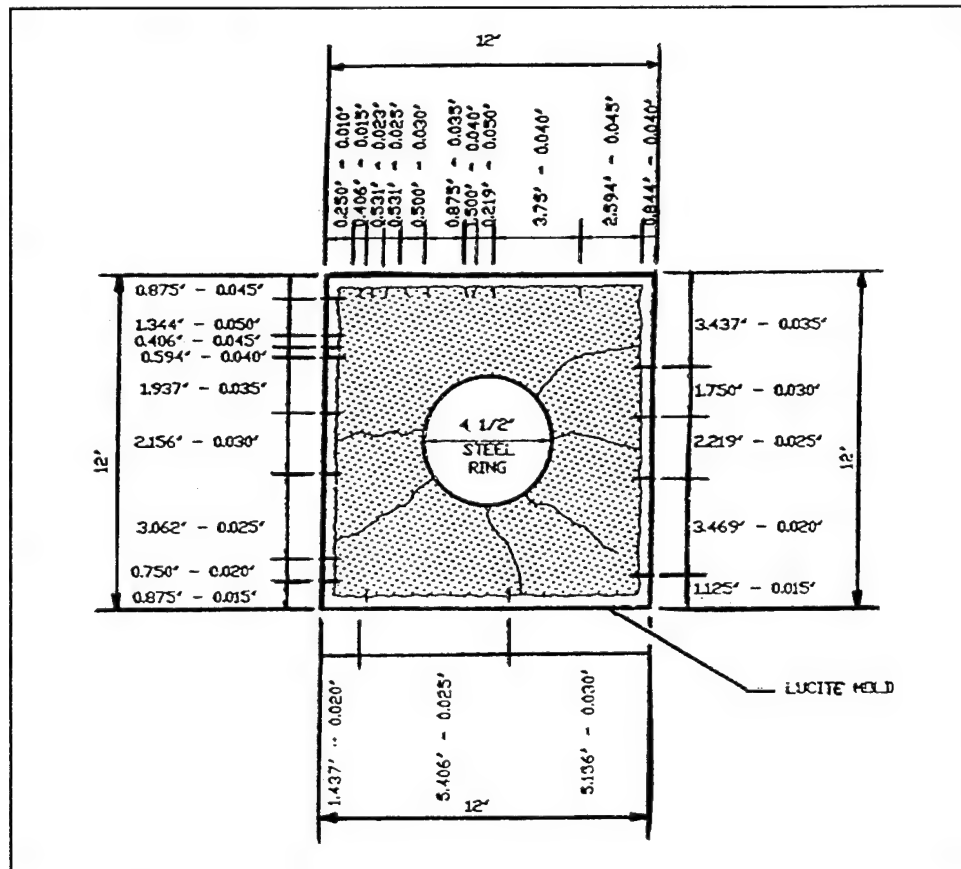 12"
0.250" - 0.010"
0.406" - 0.015"
0.531" - 0.023"
0.531" - 0.025"
0.500" - 0.030"
0.875" - 0.035"
0.500" - 0.040"
0.219" - 0.050"
3.75" - 0.040"
2.594" - 0.045"
0.844" - 0.040"
0.875" - 0.045"
1.344" - 0.050"
0.406" - 0.045"
0.594" - 0.040"
1.937" - 0.035"
2.156" - 0.030"
3.062" - 0.025"
0.750" - 0.020"
0.875" - 0.015"
12"
4 1/2"
STEEL
RING
3.437" - 0.035"
1.750" - 0.030"
2.219" - 0.025"
3.469" - 0.020"
1.125" - 0.015"
12"
LUCITE MOLD
1.437" - 0.020"
5.406" - 0.025"
5.156" - 0.030"
12"